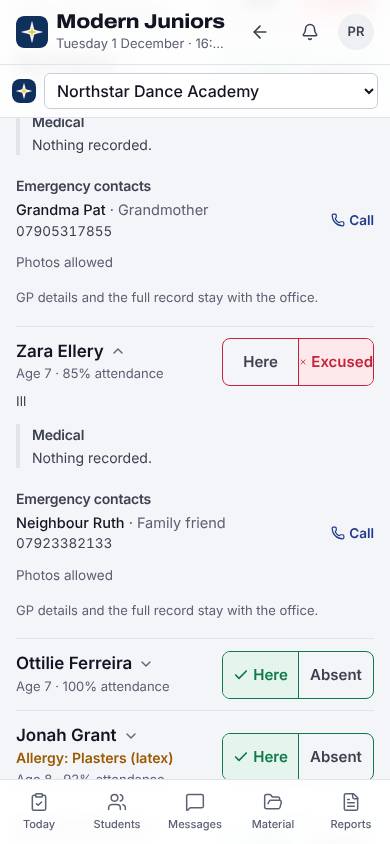 Modern Juniors
Tuesday 1 December · 16:...
PR
Northstar Dance Academy
Medical
Nothing recorded.
Emergency contacts
Grandma Pat · Grandmother
07905317855
Call
Photos allowed
GP details and the full record stay with the office.
Zara Ellery
Age 7 · 85% attendance
Here
× Excused
Ill
Medical
Nothing recorded.
Emergency contacts
Neighbour Ruth · Family friend
07923382133
Call
Photos allowed
GP details and the full record stay with the office.
Ottilie Ferreira
Age 7 · 100% attendance
Here
Absent
Jonah Grant
Allergy: Plasters (latex)
Age 8 · 92% attendance
Here
Absent
Today
Students
Messages
Material
Reports